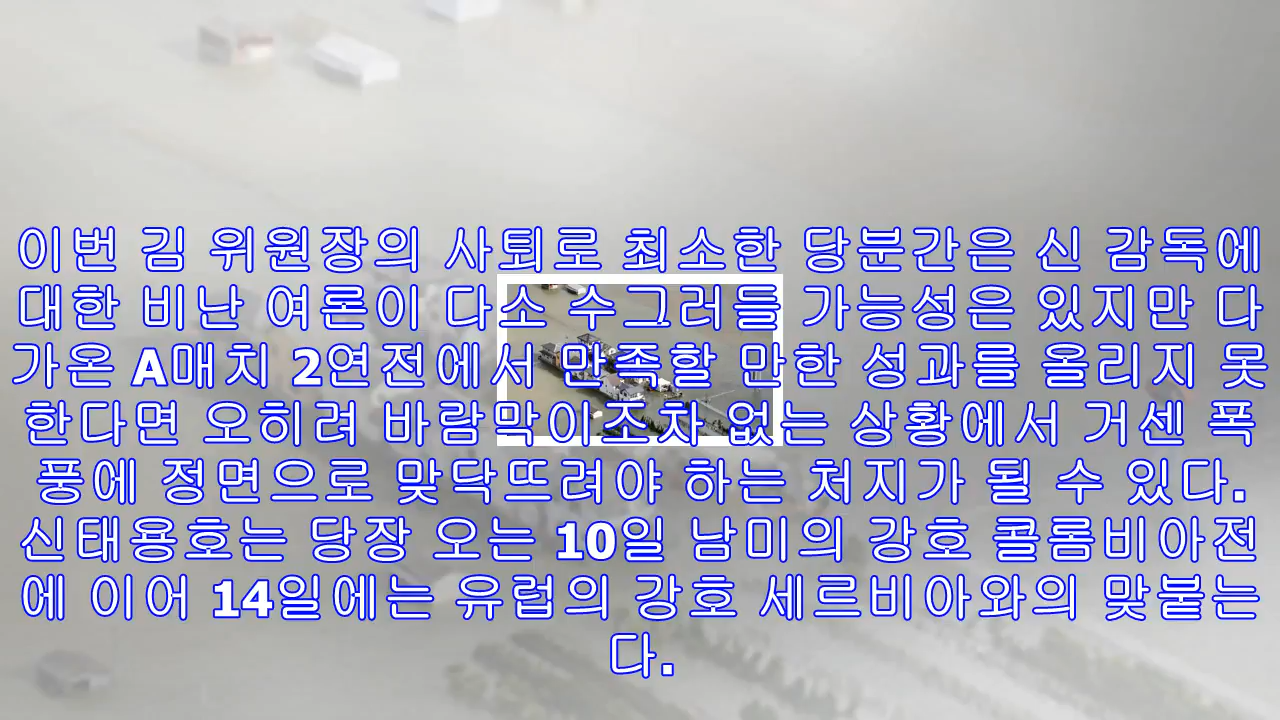 이번 김 위원장의 사퇴로 최소한 당분간은 신 감독에
대한 비난 여론이 다소 수그러들 가능성은 있지만 다
가온 A매치 2연전에서 만족할 만한 성과를 올리지 못
한다면 오히려 바람막이조차 없는 상황에서 거센 폭
풍에 정면으로 맞닥뜨려야 하는 처지가 될 수 있다.
신태용호는 당장 오는 10일 남미의 강호 콜롬비아전
에 이어 14일에는 유럽의 강호 세르비아와의 맞붙는
다.